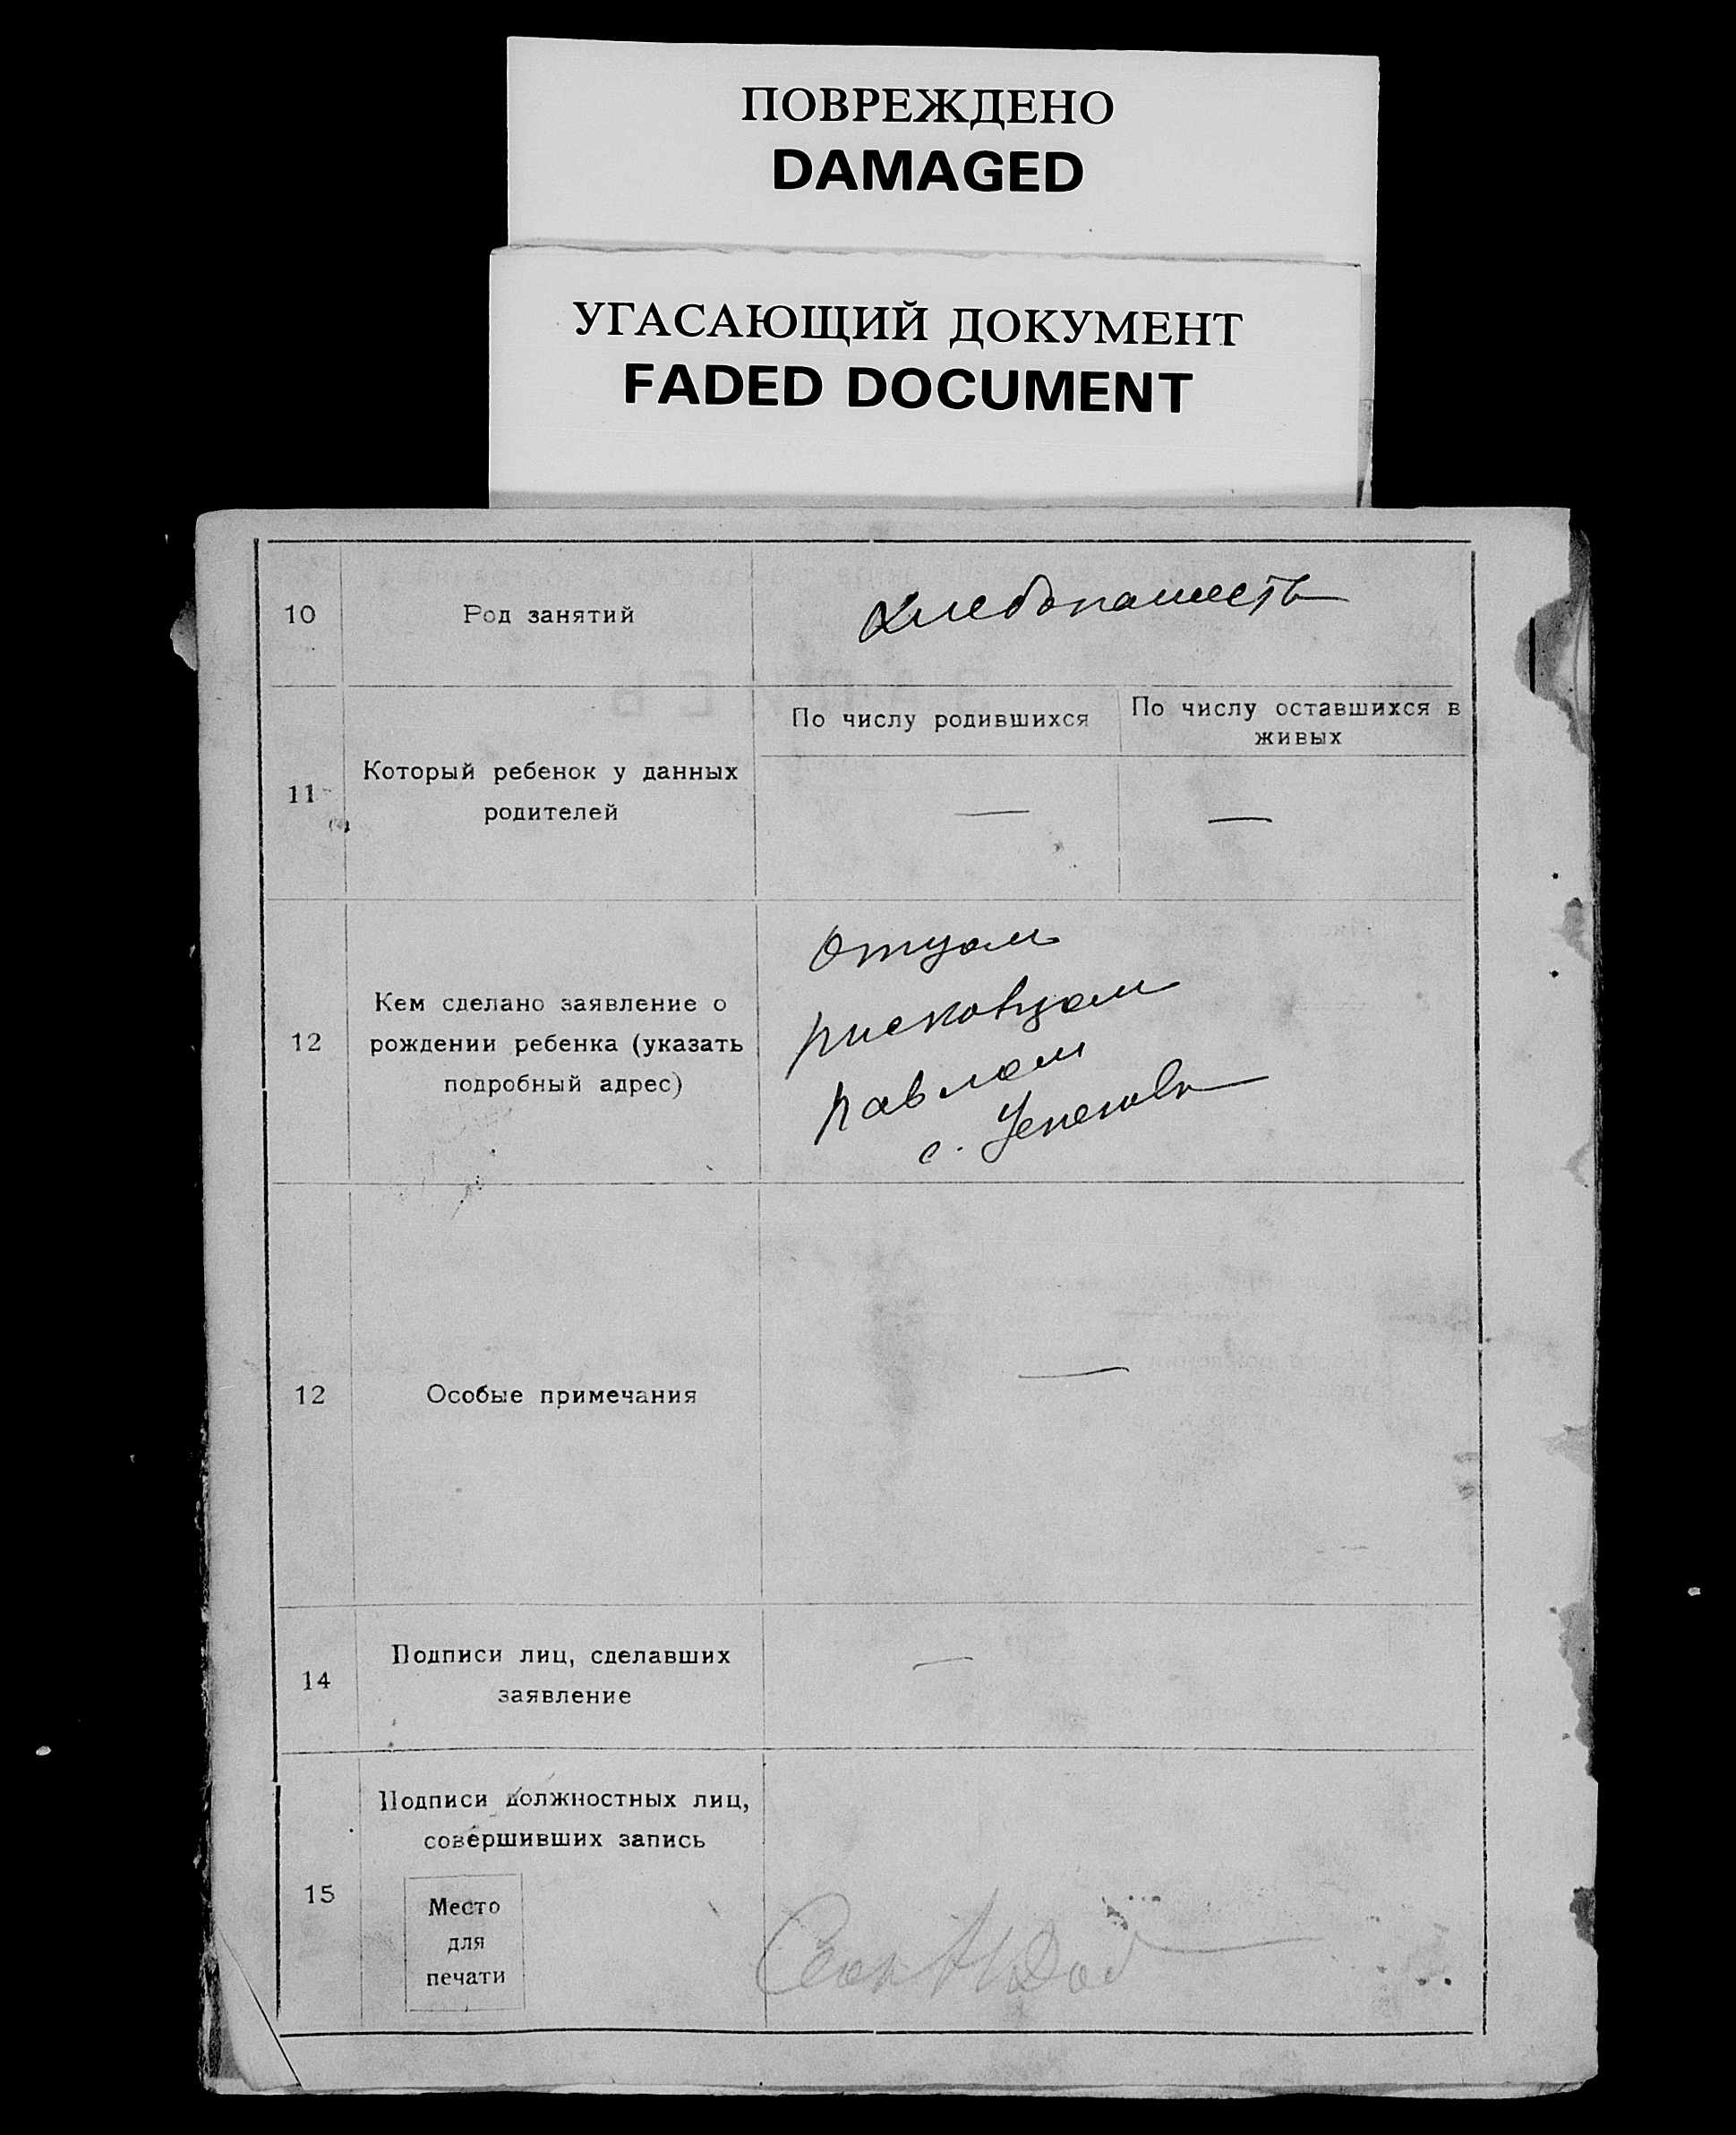 ПОВРЕЖДЕНО
DAMAGED
УГАСАЮЩИЙ ДОКУМЕНТ
FADED DOCUMENT
10
Род занятий
Хлебопашеств
11
Который ребенок у данных
родителей
По числу родившихся
По числу оставшихся в
живых
—
—
12
Кем сделано заявление о
рождении ребенка (указать
подробный адрес)
Отцом
Павлом
с.
12
Особые примечания
—
14
Подписи лиц, сделавших
заявление
—
15
Подписи должностных лиц,
совершивших запись
Место
для
печати